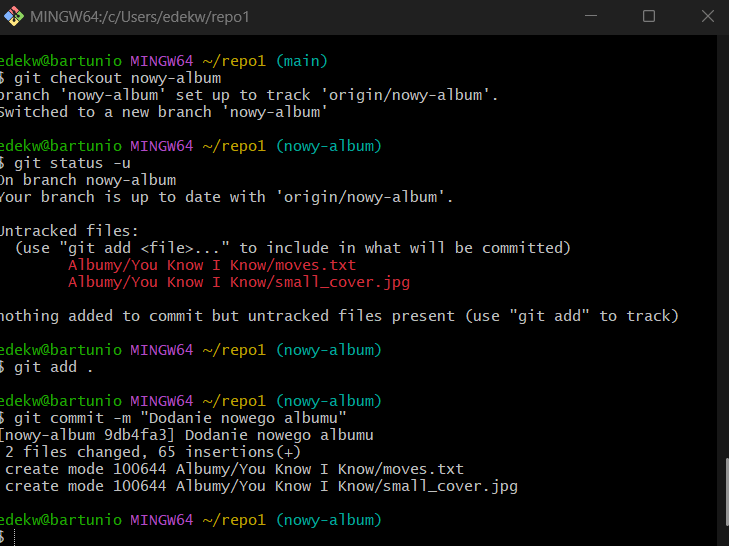 MINGW64:/c/Users/edekw/repo1
edekw@bartunio MINGW64 ~/repo1 (main)
$ git checkout nowy-album
branch 'nowy-album' set up to track 'origin/nowy-album'.
Switched to a new branch 'nowy-album'
edekw@bartunio MINGW64 ~/repo1 (nowy-album)
$ git status -u
On branch nowy-album
Your branch is up to date with 'origin/nowy-album'.
Untracked files:
(use "git add <file>..." to include in what will be committed)
Albumy/You Know I Know/moves.txt
Albumy/You Know I Know/small_cover.jpg
nothing added to commit but untracked files present (use "git add" to track)
edekw@bartunio MINGW64 ~/repo1 (nowy-album)
$ git add .
edekw@bartunio MINGW64 ~/repo1 (nowy-album)
$ git commit -m "Dodanie nowego albumu"
[nowy-album 9db4fa3] Dodanie nowego albumu
2 files changed, 65 insertions(+)
create mode 100644 Albumy/You Know I Know/moves.txt
create mode 100644 Albumy/You Know I Know/small_cover.jpg
edekw@bartunio MINGW64 ~/repo1 (nowy-album)
$